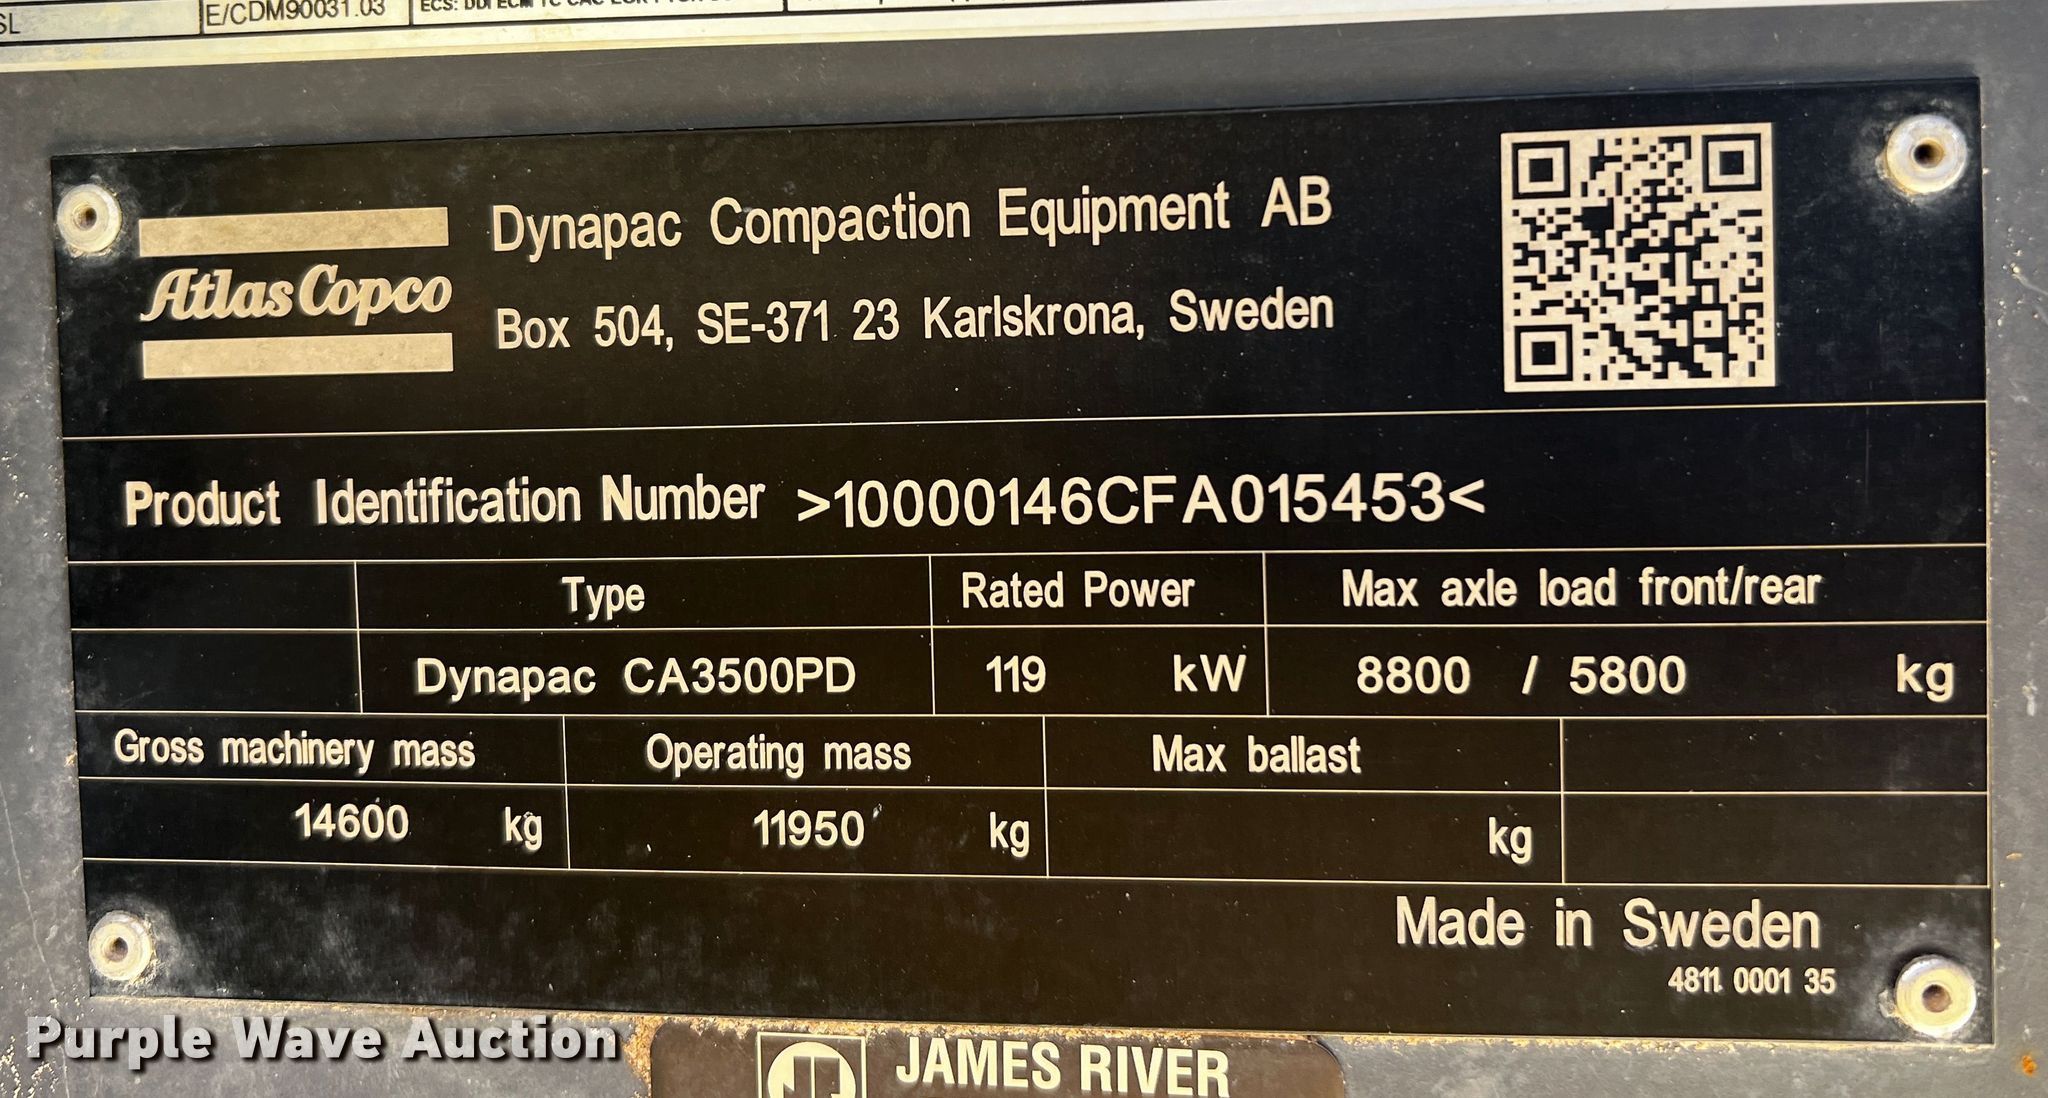 SL E/CDM90031.03
AtlasCopco
Dynapac Compaction Equipment AB
Box 504, SE-371 23 Karlskrona, Sweden
Product Identification Number >10000146CFA015453<
Type Rated Power Max axle load front/rear
Dynapac CA3500PD 119 kW 8800 / 5800 kg
Gross machinery mass Operating mass Max ballast
14600 kg 11950 kg kg
Made in Sweden
4811 0001 35
Purple Wave Auction
JAMES RIVER